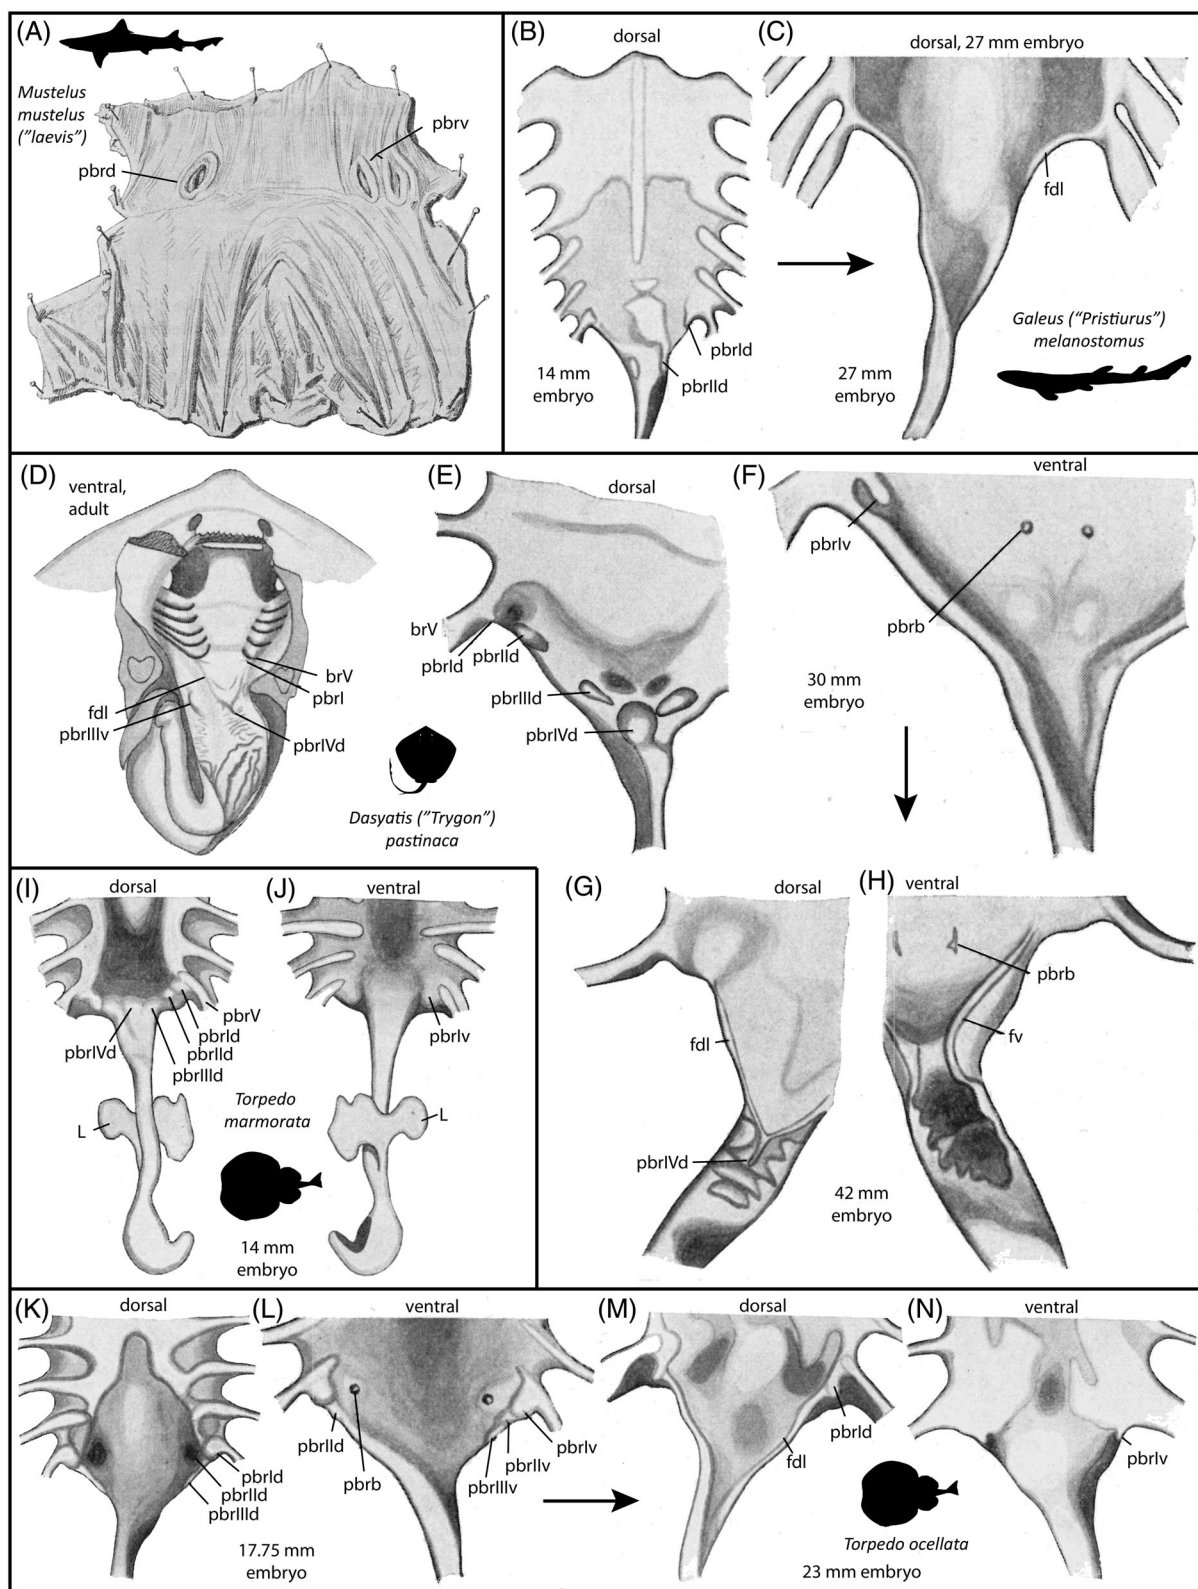 (A)
Mustelus
mustelus
("laevis")
pbrv
pbrd
(B)
dorsal
pbrId
14 mm
embryo
pbrIId
(C)
dorsal, 27 mm embryo
fdl
Galeus ("Pristiurus")
melanostomus
27 mm
embryo
(D)
ventral,
adult
brV
fdl
pbrI
pbrIIIv
pbrIVd
Dasyatis ("Trygon")
pastinaca
(E)
dorsal
brV
pbrId
pbrIId
pbrIIId
pbrIVd
(F)
ventral
pbrIv
pbrb
30 mm
embryo
(I)
dorsal
pbrV
pbrId
pbrIVd
pbrIId
pbrIIId
L
Torpedo
marmorata
14 mm
embryo
(J)
ventral
pbrIv
L
(G)
dorsal
fdl
pbrIVd
42 mm
embryo
(H)
ventral
pbrb
fv
(K)
dorsal
pbrId
pbrIId
pbrIIId
17.75 mm
embryo
(L)
ventral
pbrIId
pbrb
pbrIv
pbrIIv
pbrIIIv
(M)
dorsal
pbrId
fdl
(N)
ventral
pbrIv
Torpedo ocellata
23 mm embryo